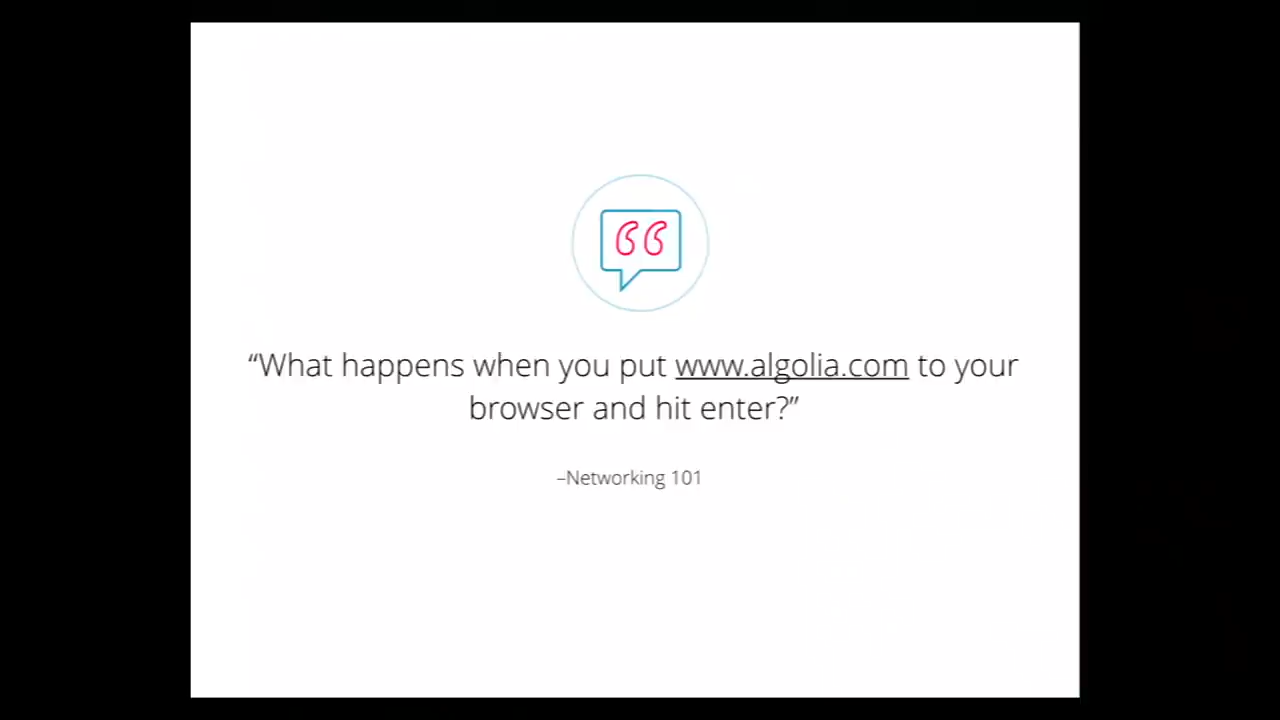 “What happens when you put www.algolia.com to your
browser and hit enter?”
–Networking 101